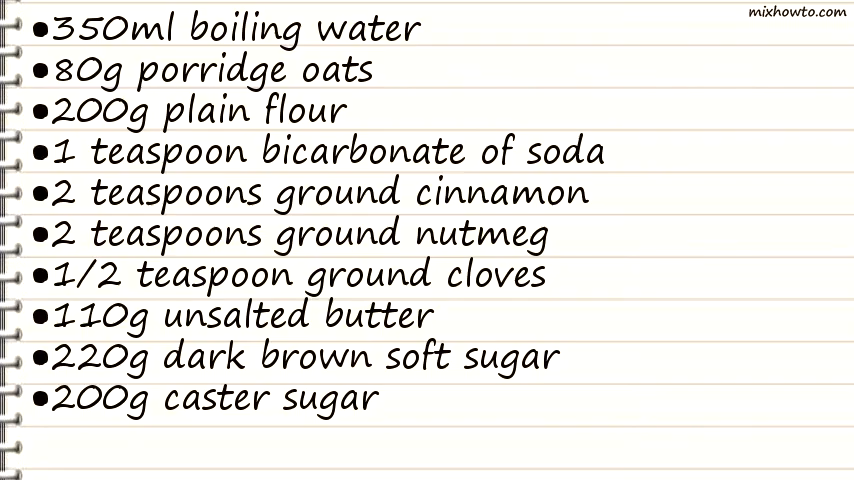 mixhowto.com
•350ml boiling water
•80g porridge oats
•200g plain flour
•1 teaspoon bicarbonate of soda
•2 teaspoons ground cinnamon
•2 teaspoons ground nutmeg
•1/2 teaspoon ground cloves
•110g unsalted butter
•220g dark brown soft sugar
•200g caster sugar